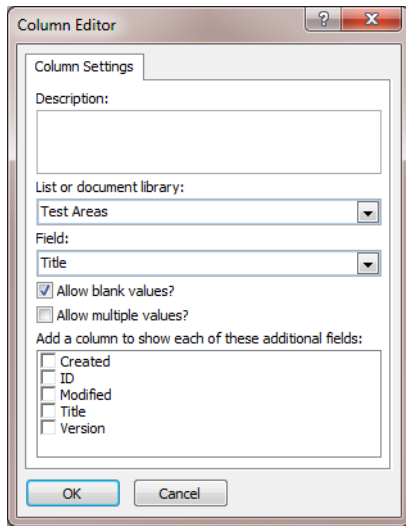 Column Editor
Column Settings
Description:
List or document library:
Test Areas
Field:
Title
Allow blank values?
Allow multiple values?
Add a column to show each of these additional fields:
Created
ID
Modified
Title
Version
OK Cancel